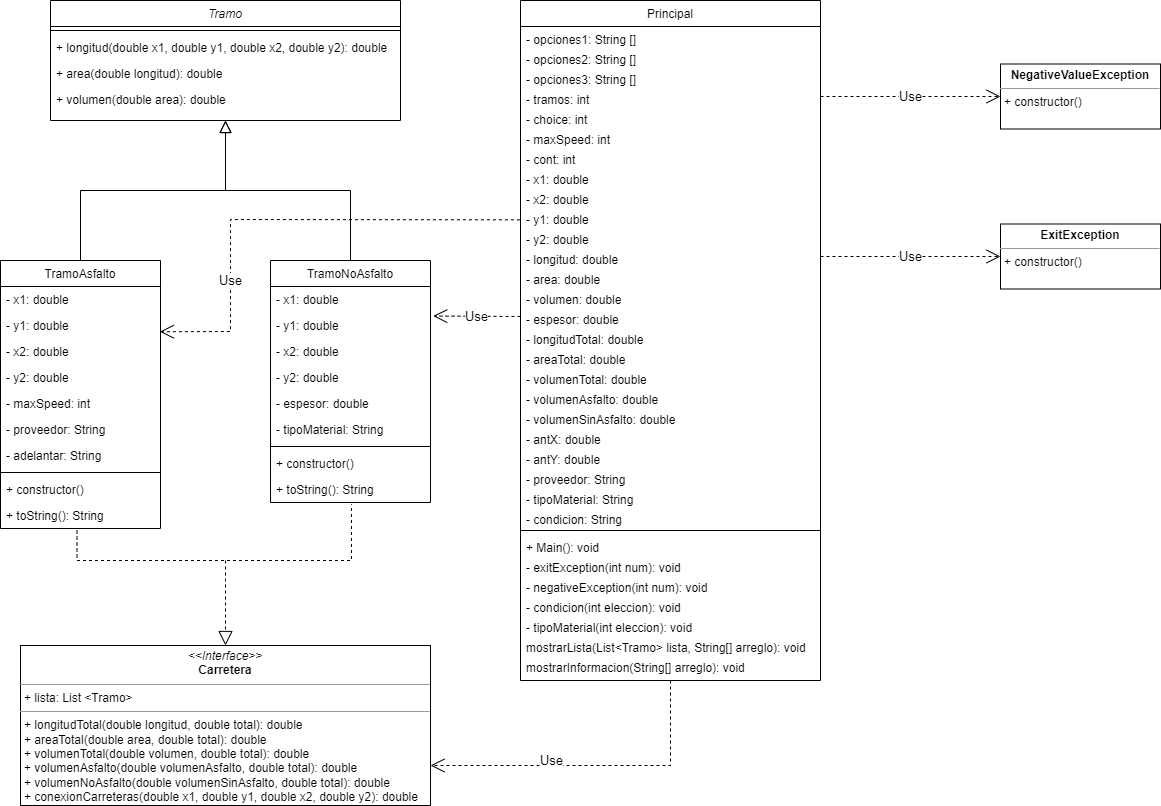 Tramo
+ longitud(double x1, double y1, double x2, double y2): double
+ area(double longitud): double
+ volumen(double area): double
Principal
- opciones1: String []
- opciones2: String []
- opciones3: String []
- tramos: int
- choice: int
- maxSpeed: int
- cont: int
- x1: double
- x2: double
- y1: double
- y2: double
- longitud: double
- area: double
- volumen: double
- espesor: double
- longitudTotal: double
- areaTotal: double
- volumenTotal: double
- volumenAsfalto: double
- volumenSinAsfalto: double
- antX: double
- antY: double
- proveedor: String
- tipoMaterial: String
- condicion: String
+ Main(): void
- exitException(int num): void
- negativeException(int num): void
- condicion(int eleccion): void
- tipoMaterial(int eleccion): void
mostrarLista(List<Tramo> lista, String[] arreglo): void
mostrarInformacion(String[] arreglo): void
Use
NegativeValueException
+ constructor()
Use
ExitException
+ constructor()
Use
Use
TramoAsfalto
- x1: double
- y1: double
- x2: double
- y2: double
- maxSpeed: int
- proveedor: String
- adelantar: String
+ constructor()
+ toString(): String
TramoNoAsfalto
- x1: double
- y1: double
- x2: double
- y2: double
- espesor: double
- tipoMaterial: String
+ constructor()
+ toString(): String
<<Interface>>
Carretera
+ lista: List <Tramo>
+ longitudTotal(double longitud, double total): double
+ areaTotal(double area, double total): double
+ volumenTotal(double volumen, double total): double
+ volumenAsfalto(double volumenAsfalto, double total): double
+ volumenNoAsfalto(double volumenSinAsfalto, double total): double
+ conexionCarreteras(double x1, double y1, double x2, double y2): double
Use